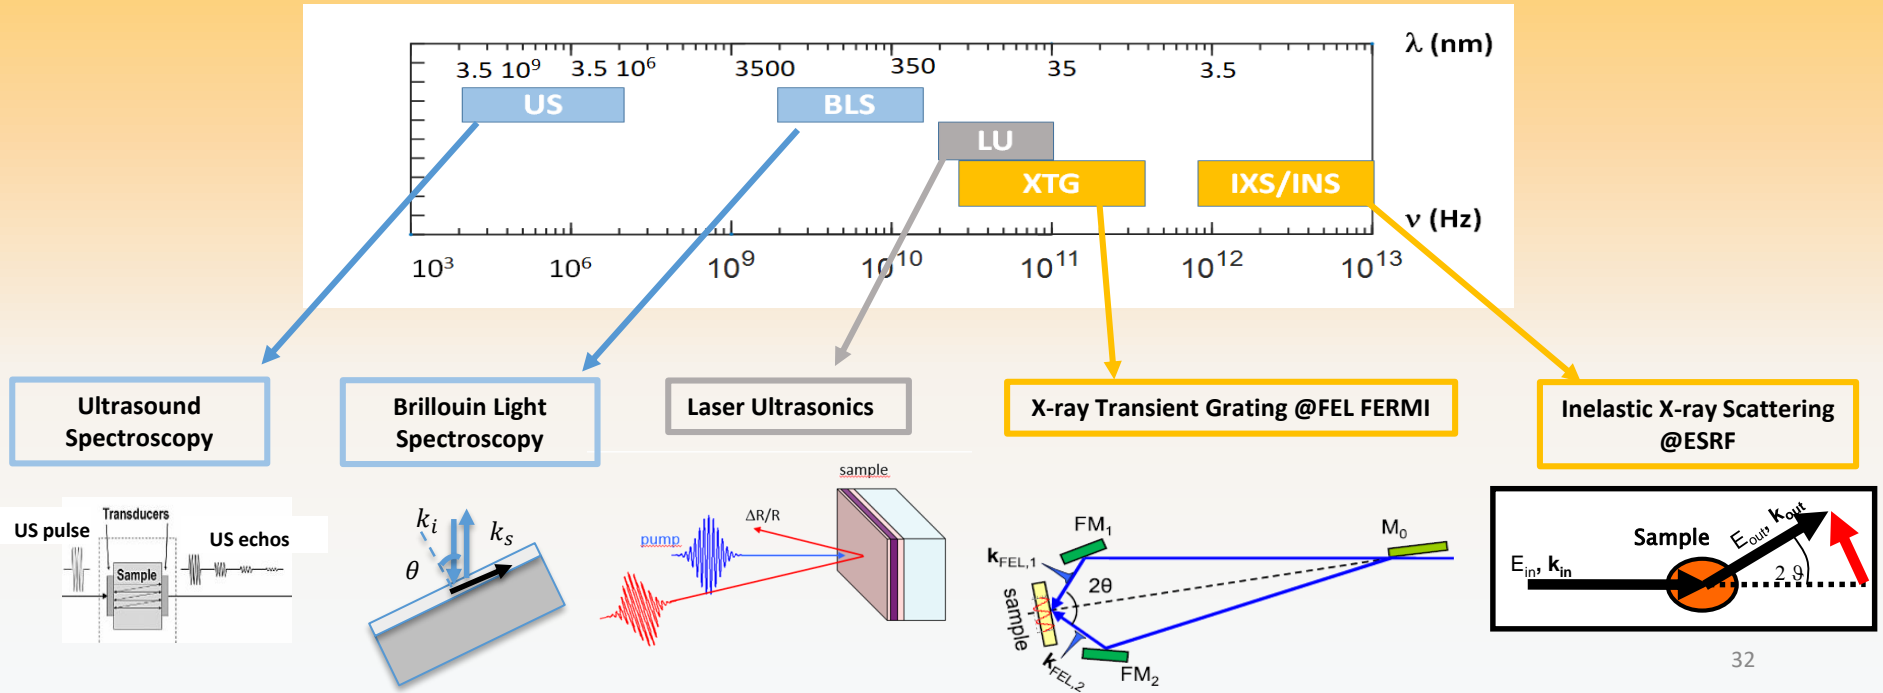 λ (nm)
3.5 10⁹ 3.5 10⁶ 3500 350 35 3.5
US BLS
LU
XTG IXS/INS
ν (Hz)
10³ 10⁶ 10⁹ 10¹⁰ 10¹¹ 10¹² 10¹³
Ultrasound
Spectroscopy
Brillouin Light
Spectroscopy
Laser Ultrasonics
X-ray Transient Grating @FEL FERMI
Inelastic X-ray Scattering
@ESRF
US pulse
Transducers
US echos
Sample
k_i
k_s
θ
sample
pump
ΔR/R
FM₁
M₀
k_FEL,1
2θ
sample
k_FEL,2
FM₂
Sample
E_in, k_in
E_out, k_out
2 ϑ
32